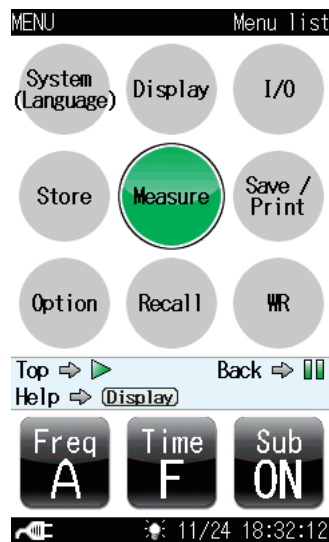 MENU Menu list
System Display I/O
(Language)
Store Measure Save /
Print
Option Recall WR
Top ⇨ ▷ Back ⇨ ▯▯
Help ⇨ Display
Freq Time Sub
A F ON
11/24 18:32:12